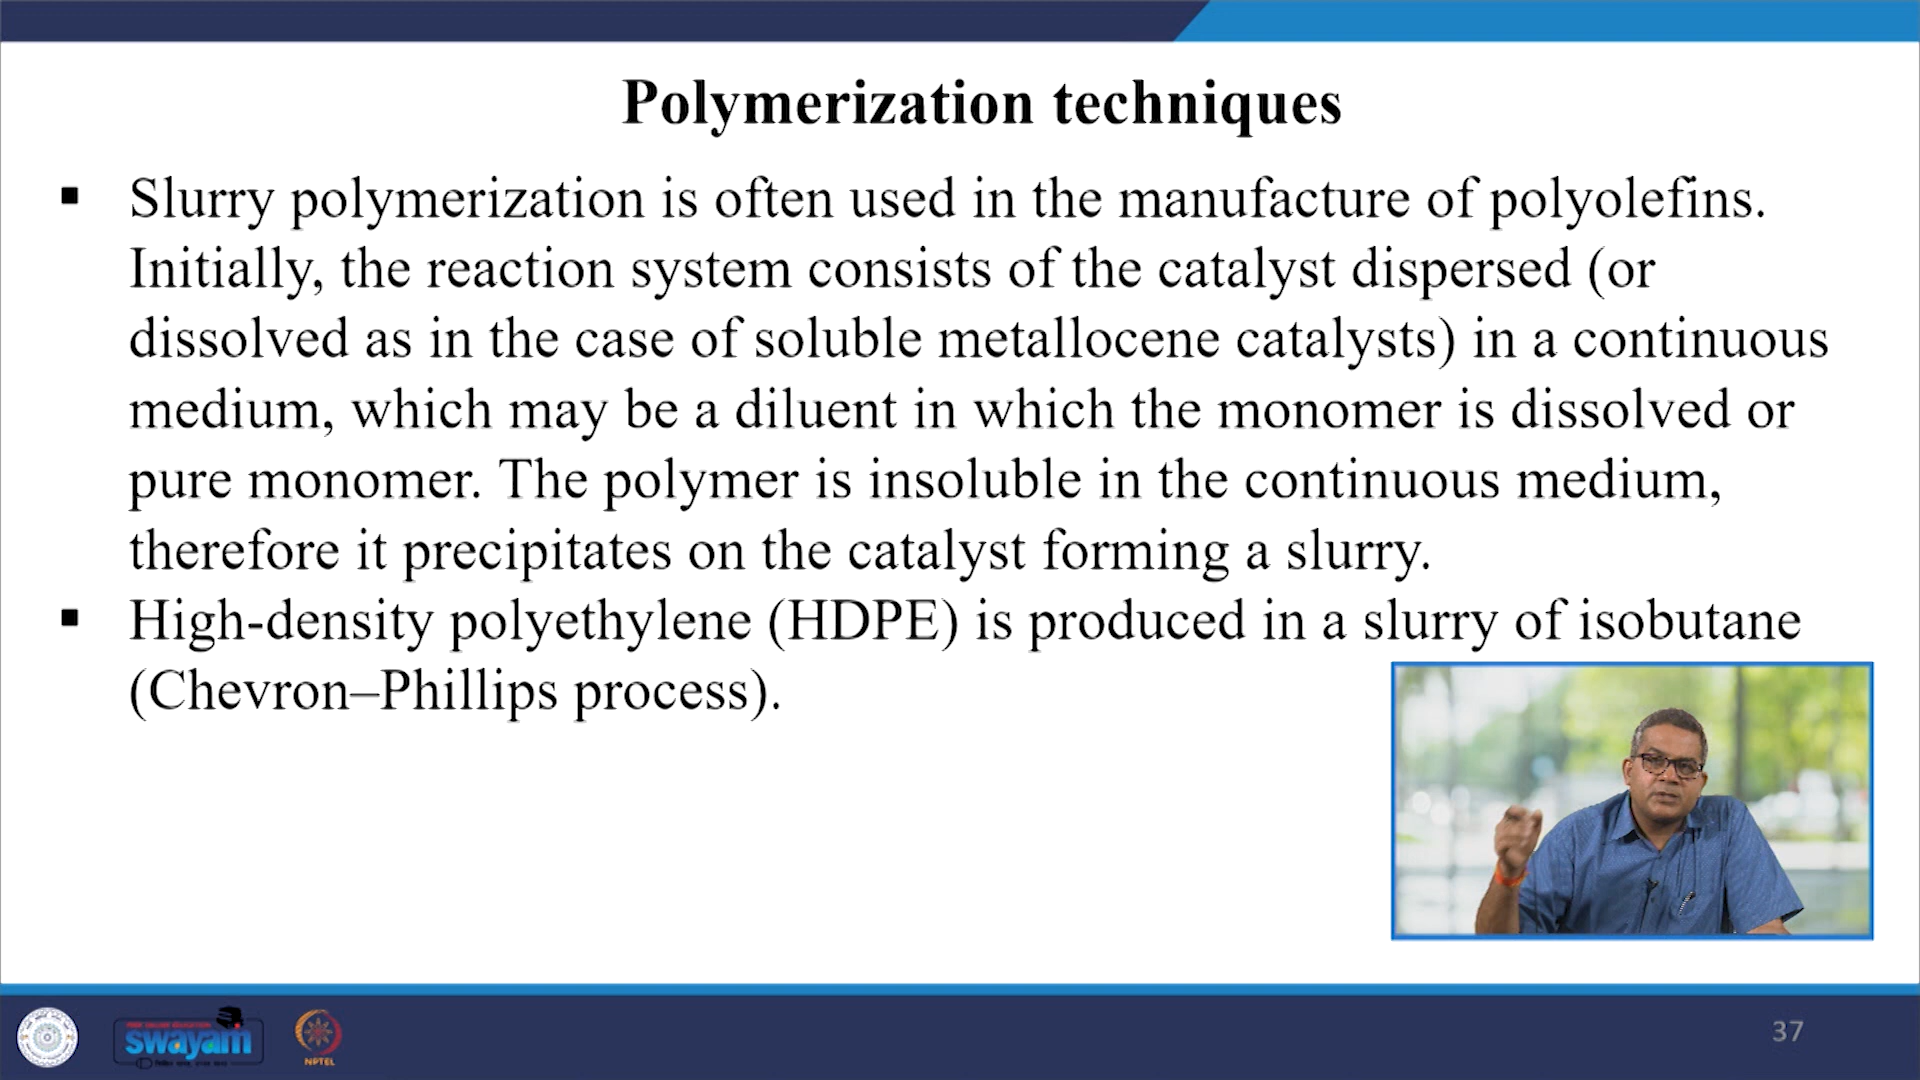 Polymerization techniques
▪ Slurry polymerization is often used in the manufacture of polyolefins.
Initially, the reaction system consists of the catalyst dispersed (or
dissolved as in the case of soluble metallocene catalysts) in a continuous
medium, which may be a diluent in which the monomer is dissolved or
pure monomer. The polymer is insoluble in the continuous medium,
therefore it precipitates on the catalyst forming a slurry.
▪ High-density polyethylene (HDPE) is produced in a slurry of isobutane
(Chevron–Phillips process).
swayam
NPTEL
37